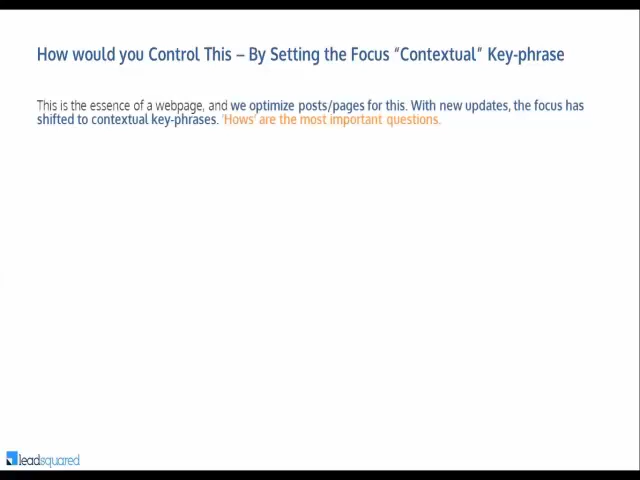 How would you Control This – By Setting the Focus “Contextual” Key-phrase
This is the essence of a webpage, and we optimize posts/pages for this. With new updates, the focus has
shifted to contextual key-phrases. ‘Hows’ are the most important questions.
leadsquared